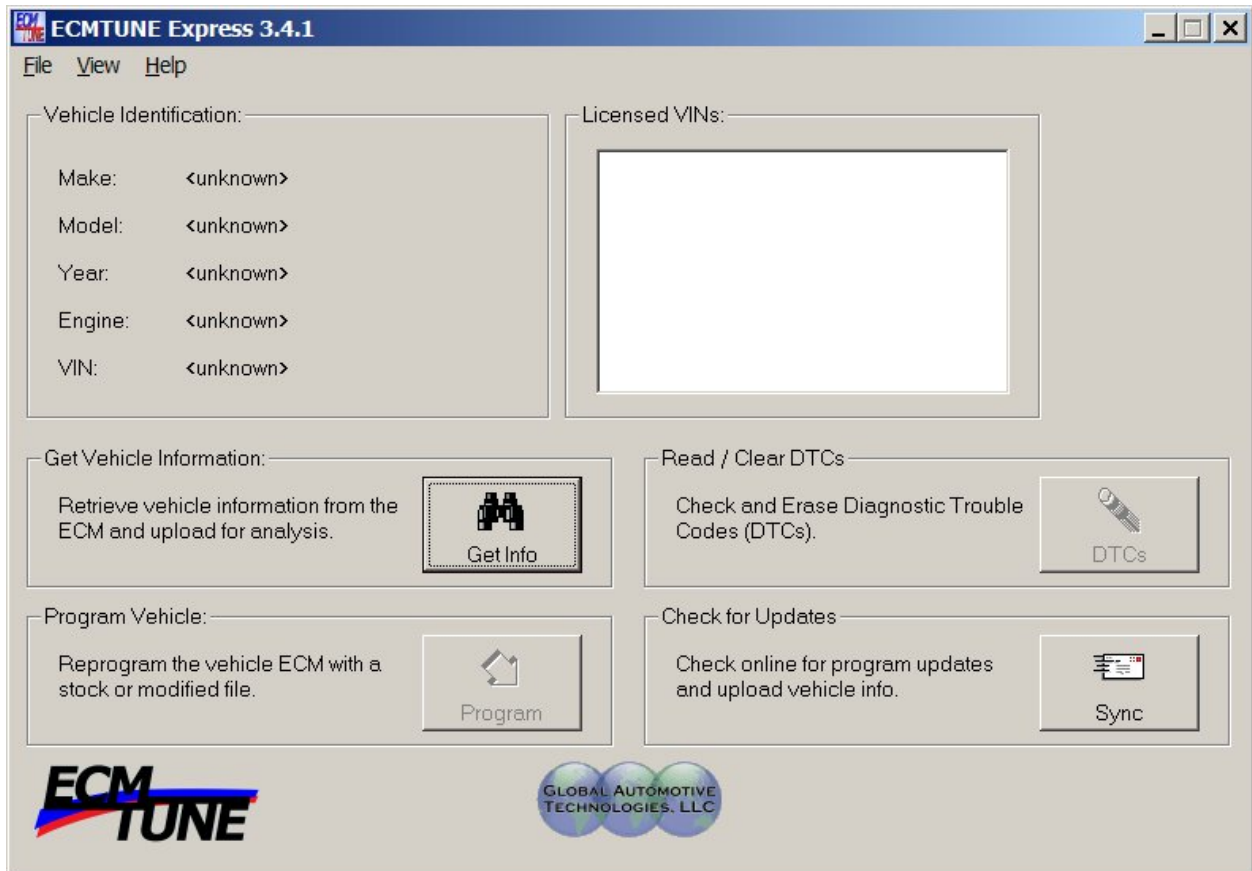 ECM TUNE
ECMTUNE Express 3.4.1
File View Help
Vehicle Identification:
Make: <unknown>
Model: <unknown>
Year: <unknown>
Engine: <unknown>
VIN: <unknown>
Licensed VINs:
Get Vehicle Information:
Retrieve vehicle information from the
ECM and upload for analysis.
Get Info
Read / Clear DTCs
Check and Erase Diagnostic Trouble
Codes (DTCs).
DTCs
Program Vehicle:
Reprogram the vehicle ECM with a
stock or modified file.
Program
Check for Updates
Check online for program updates
and upload vehicle info.
Sync
ECM
TUNE
GLOBAL AUTOMOTIVE
TECHNOLOGIES, LLC